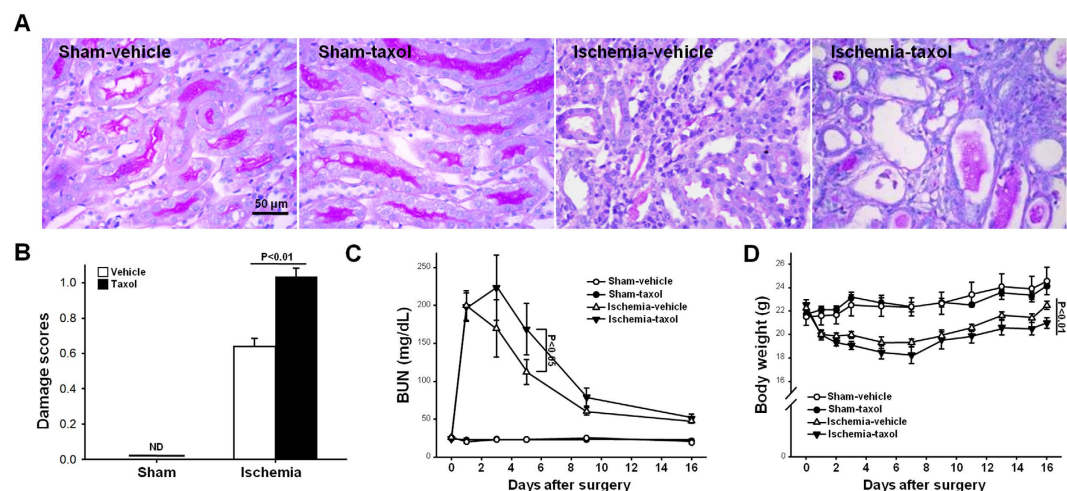 A
Sham-vehicle
Sham-taxol
Ischemia-vehicle
Ischemia-taxol
50 µm
B
Damage scores
1.0
0.8
0.6
0.4
0.2
0.0
Vehicle
Taxol
P<0.01
ND
Sham
Ischemia
C
BUN (mg/dL)
250
200
150
100
50
0
Sham-vehicle
Sham-taxol
Ischemia-vehicle
Ischemia-taxol
P<0.05
0 2 4 6 8 10 12 14 16
Days after surgery
D
Body weight (g)
26
24
22
20
18
16
0
P<0.01
Sham-vehicle
Sham-taxol
Ischemia-vehicle
Ischemia-taxol
0 2 4 6 8 10 12 14 16
Days after surgery